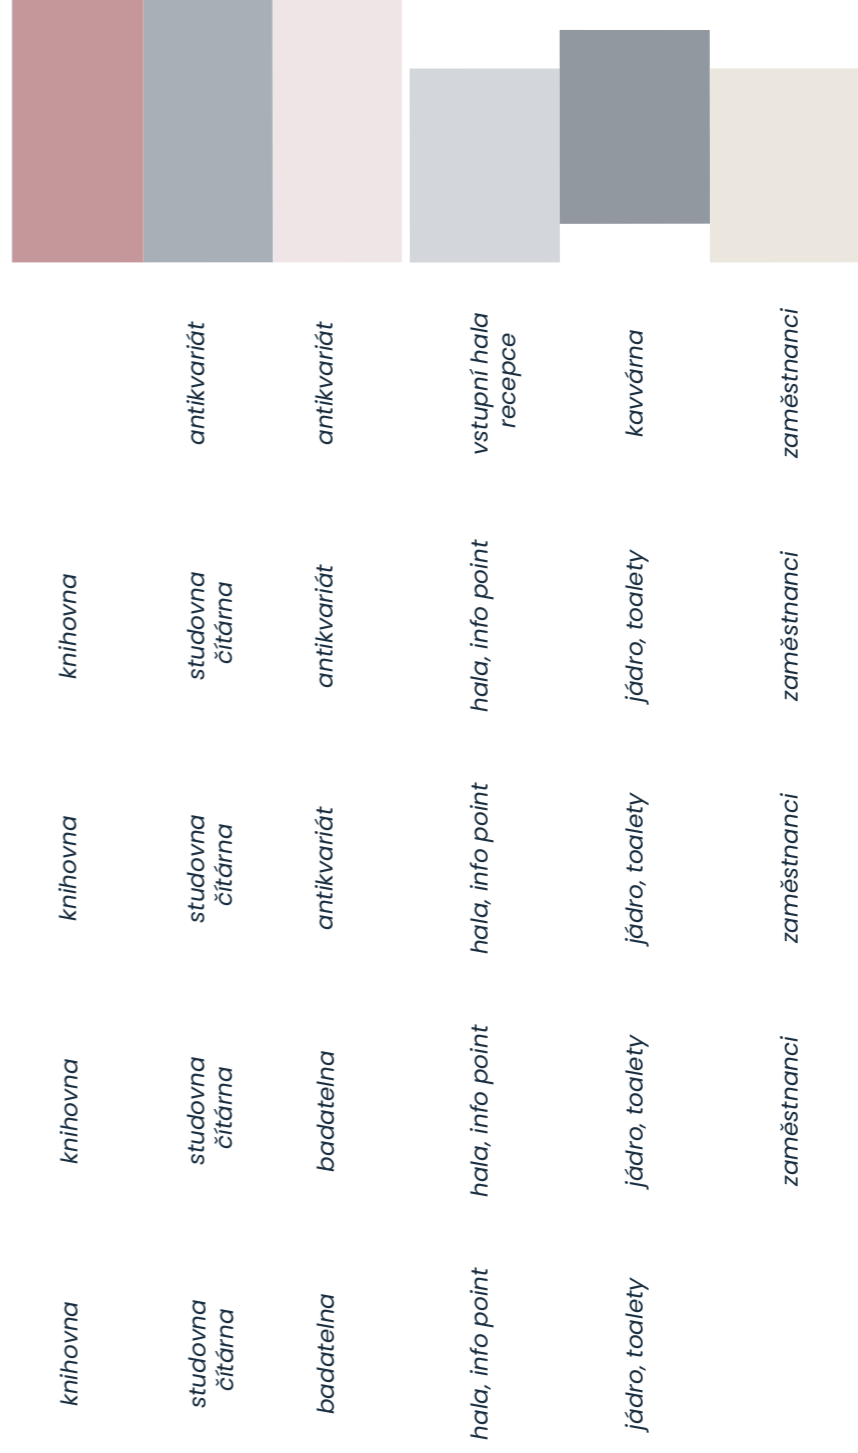 antikvariát
antikvariát
vstupní hala
recepce
kavvárna
zaměstnanci
knihovna
studovna
čítárna
antikvariát
hala, info point
jádro, toalety
zaměstnanci
knihovna
studovna
čítárna
antikvariát
hala, info point
jádro, toalety
zaměstnanci
knihovna
studovna
čítárna
badatelna
hala, info point
jádro, toalety
zaměstnanci
knihovna
studovna
čítárna
badatelna
hala, info point
jádro, toalety